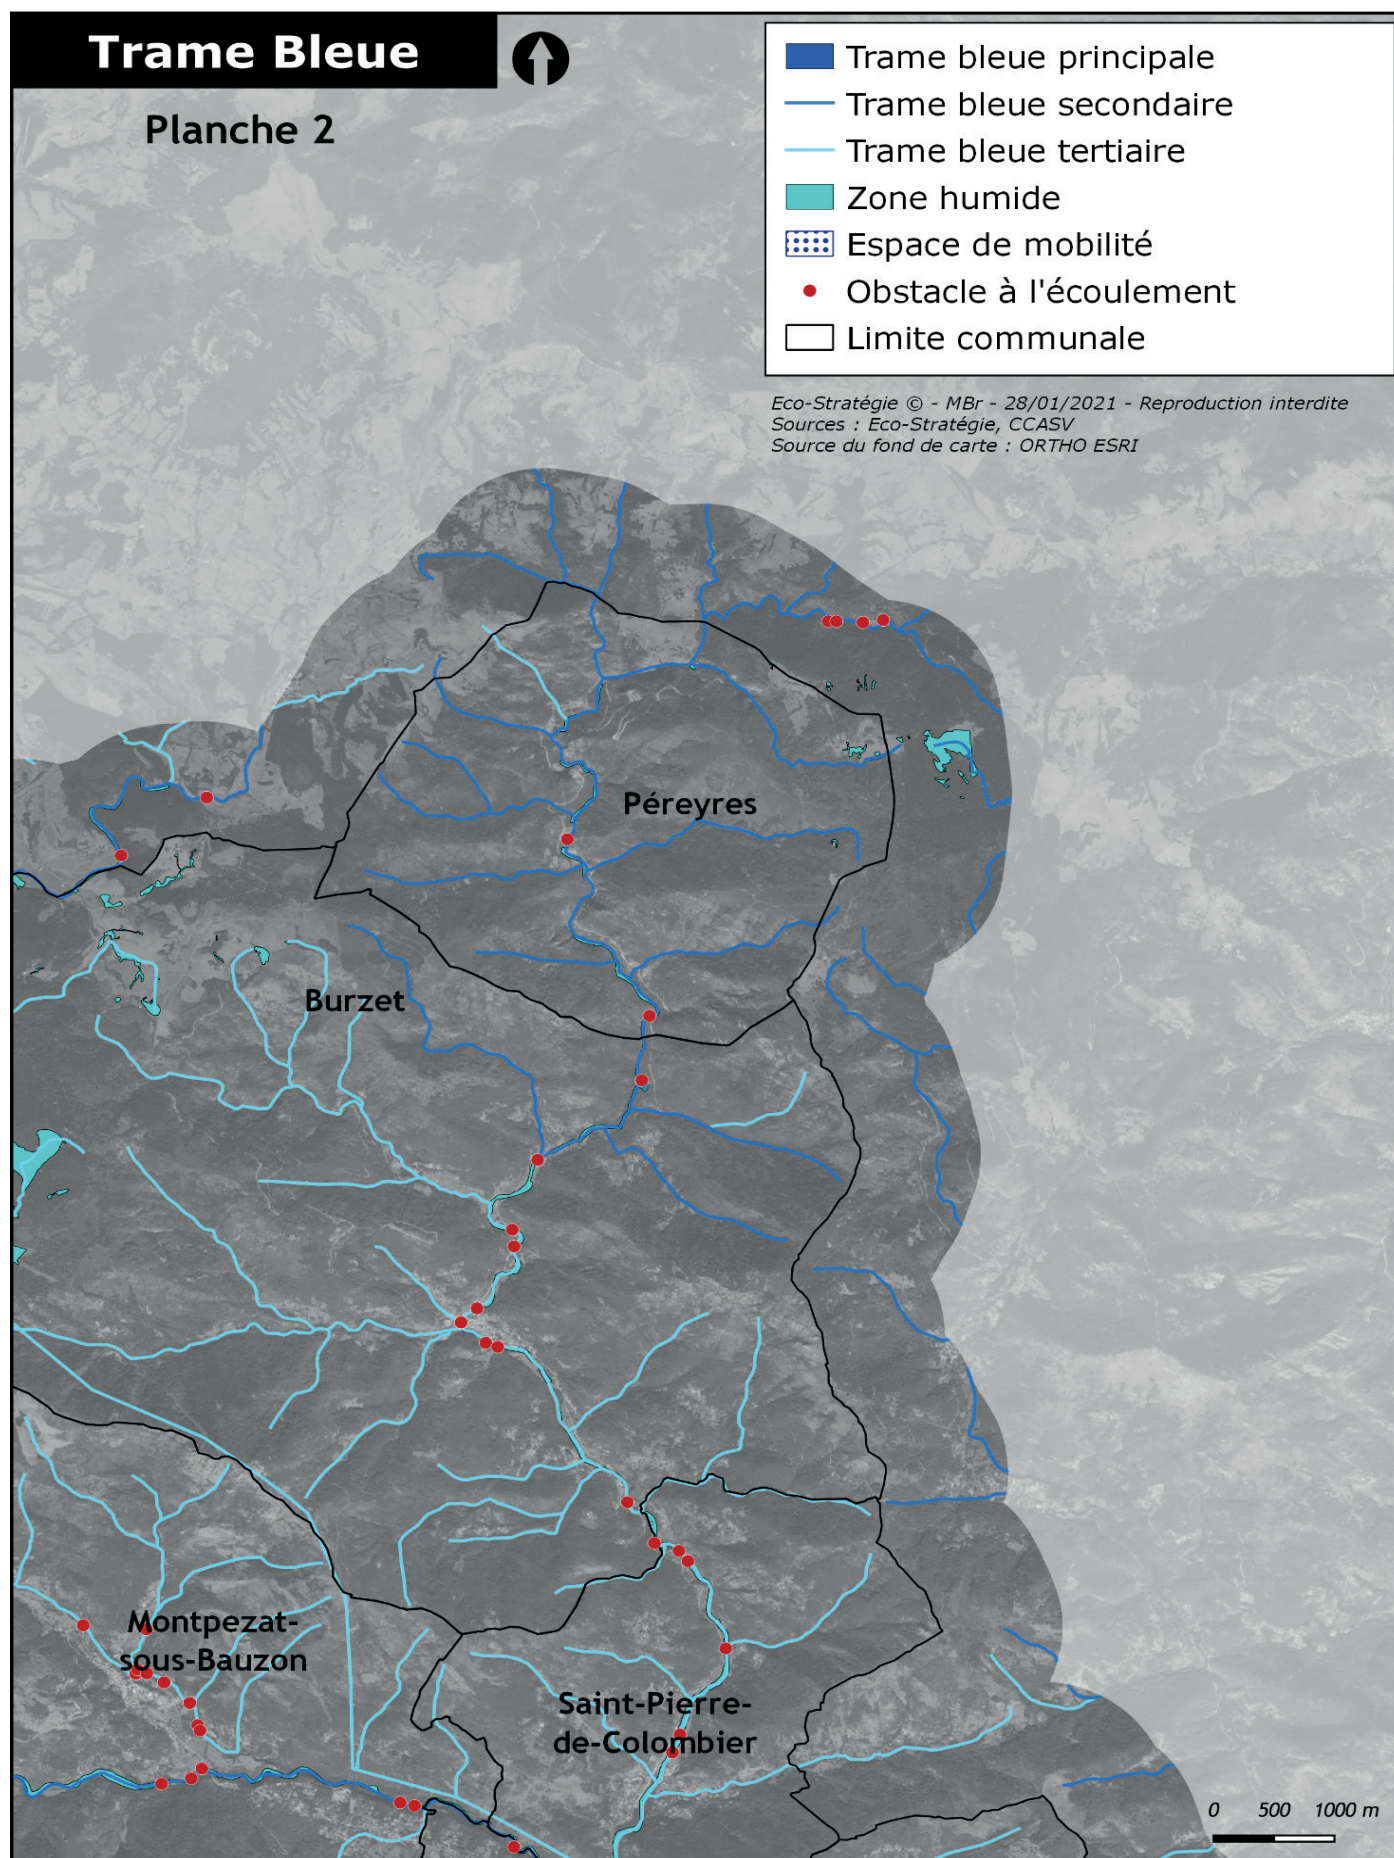 Trame Bleue
Planche 2
Trame bleue principale
Trame bleue secondaire
Trame bleue tertiaire
Zone humide
Espace de mobilité
Obstacle à l'écoulement
Limite communale
Eco-Stratégie © - MBr - 28/01/2021 - Reproduction interdite
Sources : Eco-Stratégie, CCASV
Source du fond de carte : ORTHO ESRI
Péreyres
Burzet
Montpezat-
sous-Bauzon
Saint-Pierre-
de-Colombier
0 500 1000 m